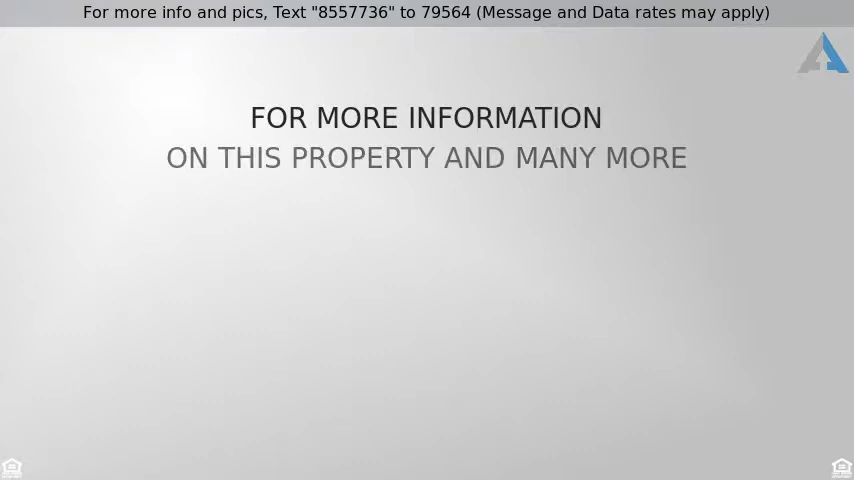 For more info and pics, Text "8557736" to 79564 (Message and Data rates may apply)
FOR MORE INFORMATION
ON THIS PROPERTY AND MANY MORE